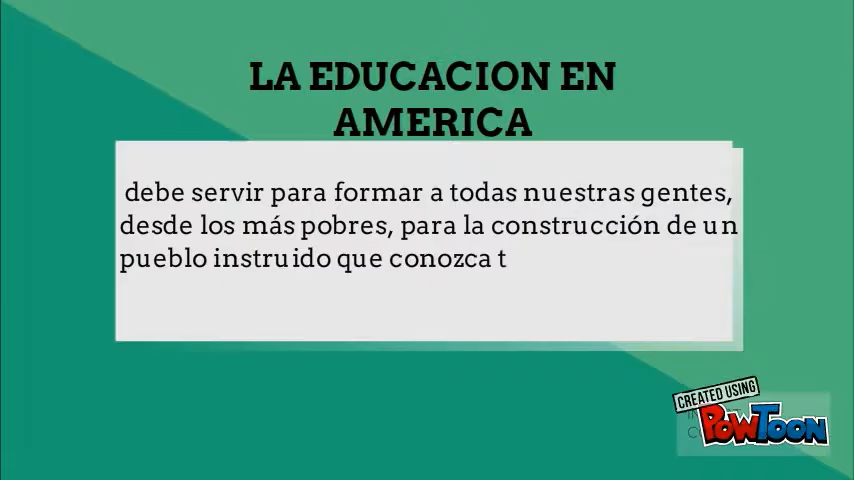 LA EDUCACION EN
AMERICA
debe servir para formar a todas nuestras gentes,
desde los más pobres, para la construcción de un
pueblo instruido que conozca t
CREATED USING
POWTOON